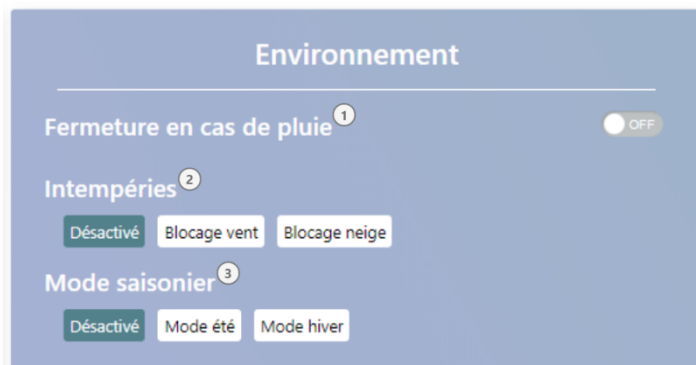 Environnement
Fermeture en cas de pluie 1 OFF
Intempéries 2
Désactivé Blocage vent Blocage neige
Mode saisonier 3
Désactivé Mode été Mode hiver